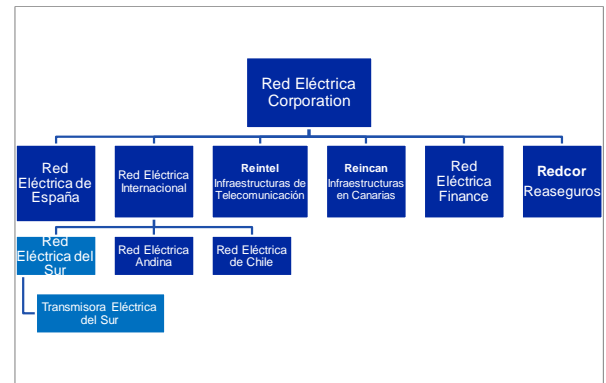 Red Eléctrica
Corporation
Red
Eléctrica de
España
Red Eléctrica
Internacional
Reintel
Infraestructuras de
Telecomunicación
Reincan
Infraestructuras
en Canarias
Red
Eléctrica
Finance
Redcor
Reaseguros
Red
Eléctrica del
Sur
Red Eléctrica
Andina
Red Eléctrica
de Chile
Transmisora Eléctrica
del Sur